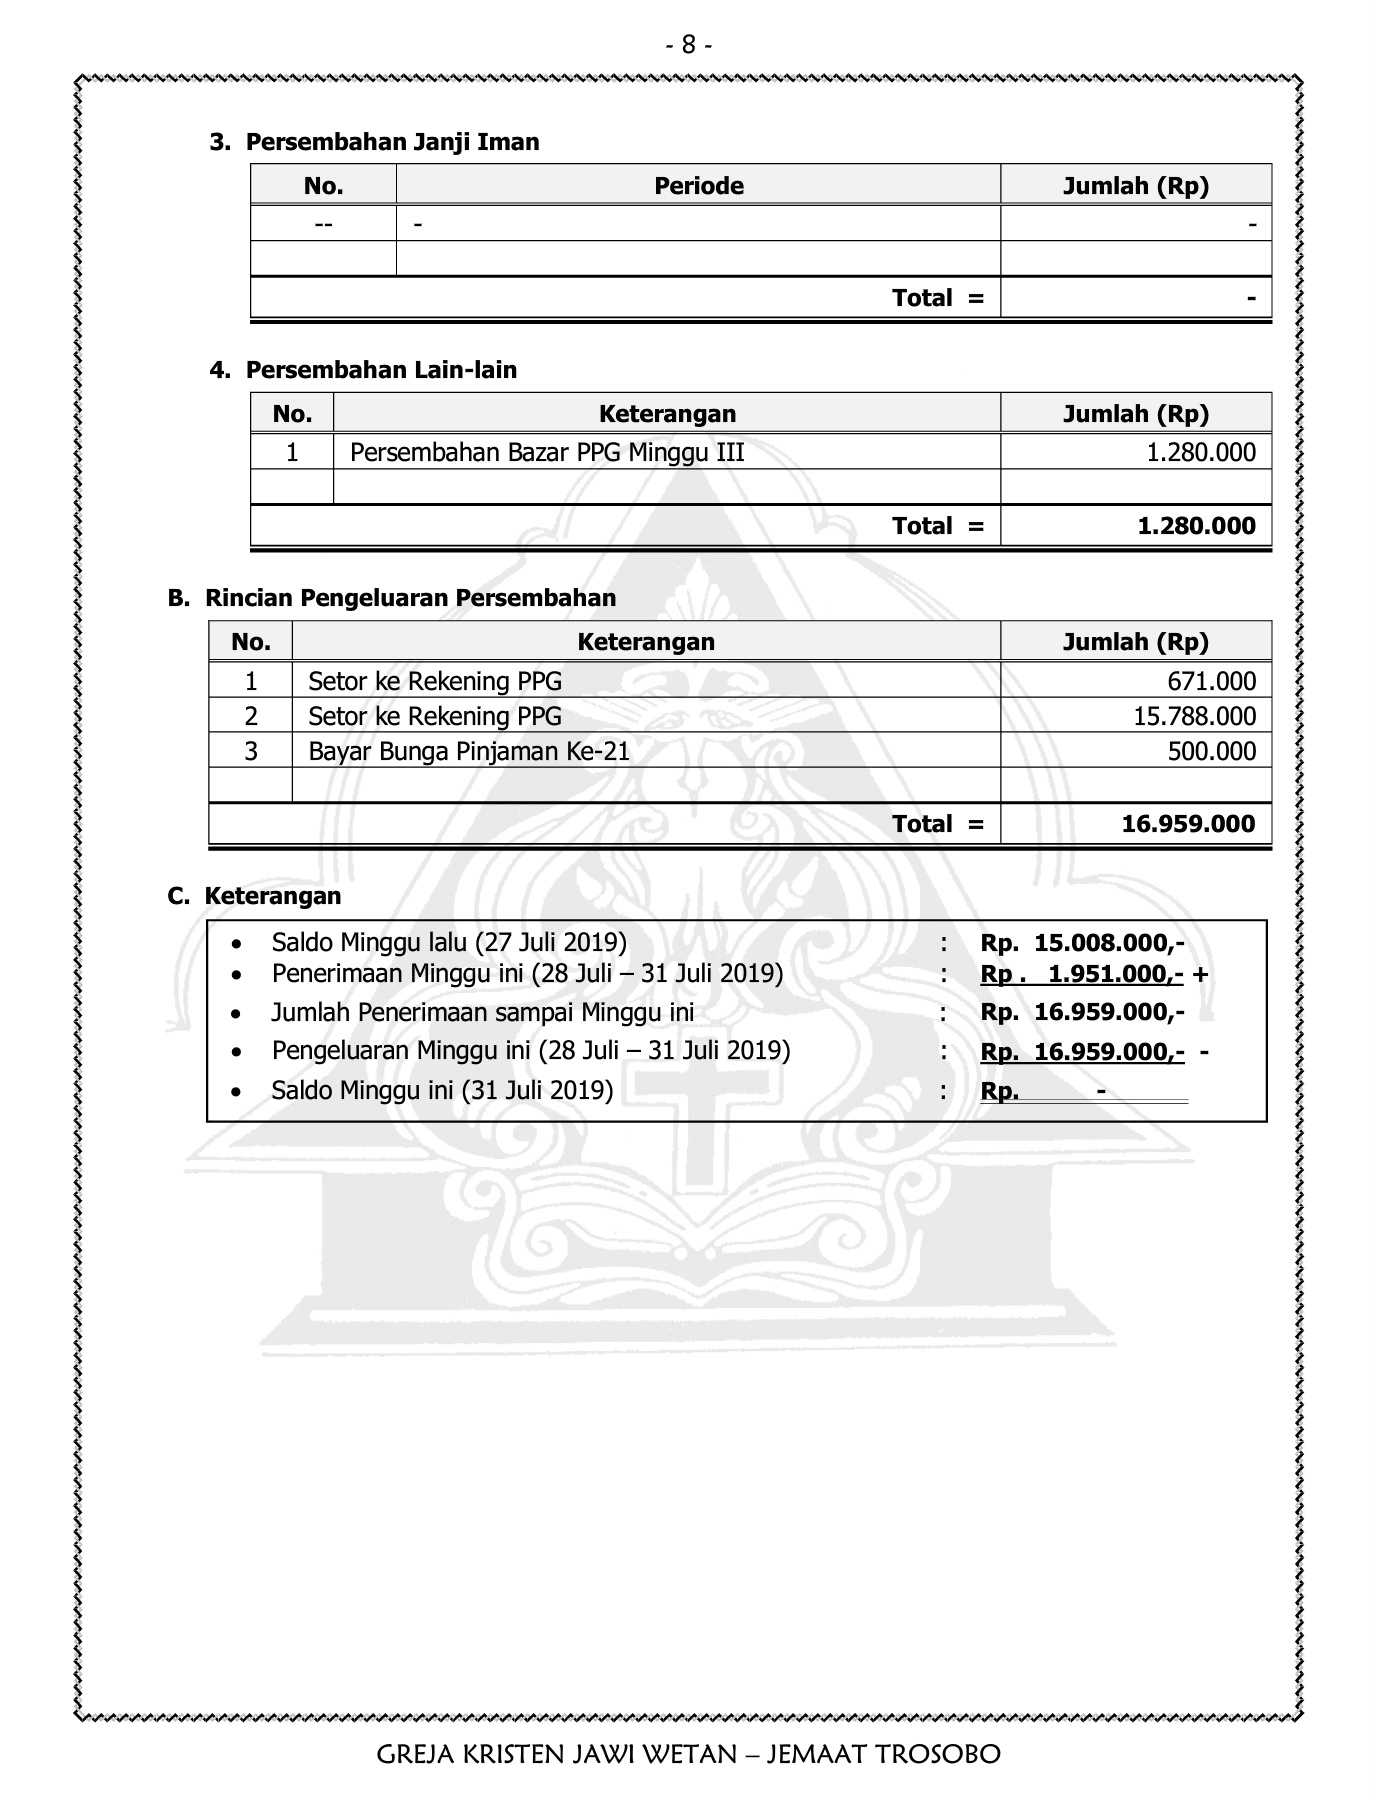 - 8 -
3. Persembahan Janji Iman
No. Periode Jumlah (Rp)
-- - -
Total = -
4. Persembahan Lain-lain
No. Keterangan Jumlah (Rp)
1 Persembahan Bazar PPG Minggu III 1.280.000
Total = 1.280.000
B. Rincian Pengeluaran Persembahan
No. Keterangan Jumlah (Rp)
1 Setor ke Rekening PPG 671.000
2 Setor ke Rekening PPG 15.788.000
3 Bayar Bunga Pinjaman Ke-21 500.000
Total = 16.959.000
C. Keterangan
• Saldo Minggu lalu (27 Juli 2019) : Rp. 15.008.000,-
• Penerimaan Minggu ini (28 Juli – 31 Juli 2019) : Rp . 1.951.000,- +
• Jumlah Penerimaan sampai Minggu ini : Rp. 16.959.000,-
• Pengeluaran Minggu ini (28 Juli – 31 Juli 2019) : Rp. 16.959.000,- -
• Saldo Minggu ini (31 Juli 2019) : Rp. -
GREJA KRISTEN JAWI WETAN – JEMAAT TROSOBO